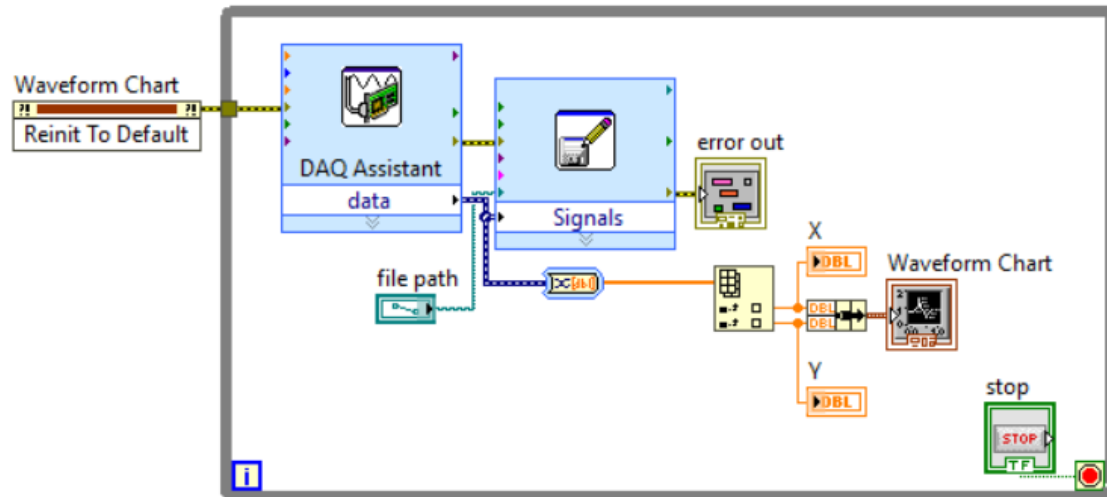 Waveform Chart
Reinit To Default
DAQ Assistant
data
Signals
error out
file path
X
DBL
Waveform Chart
DBL
DBL
Y
DBL
stop
STOP
TF
i